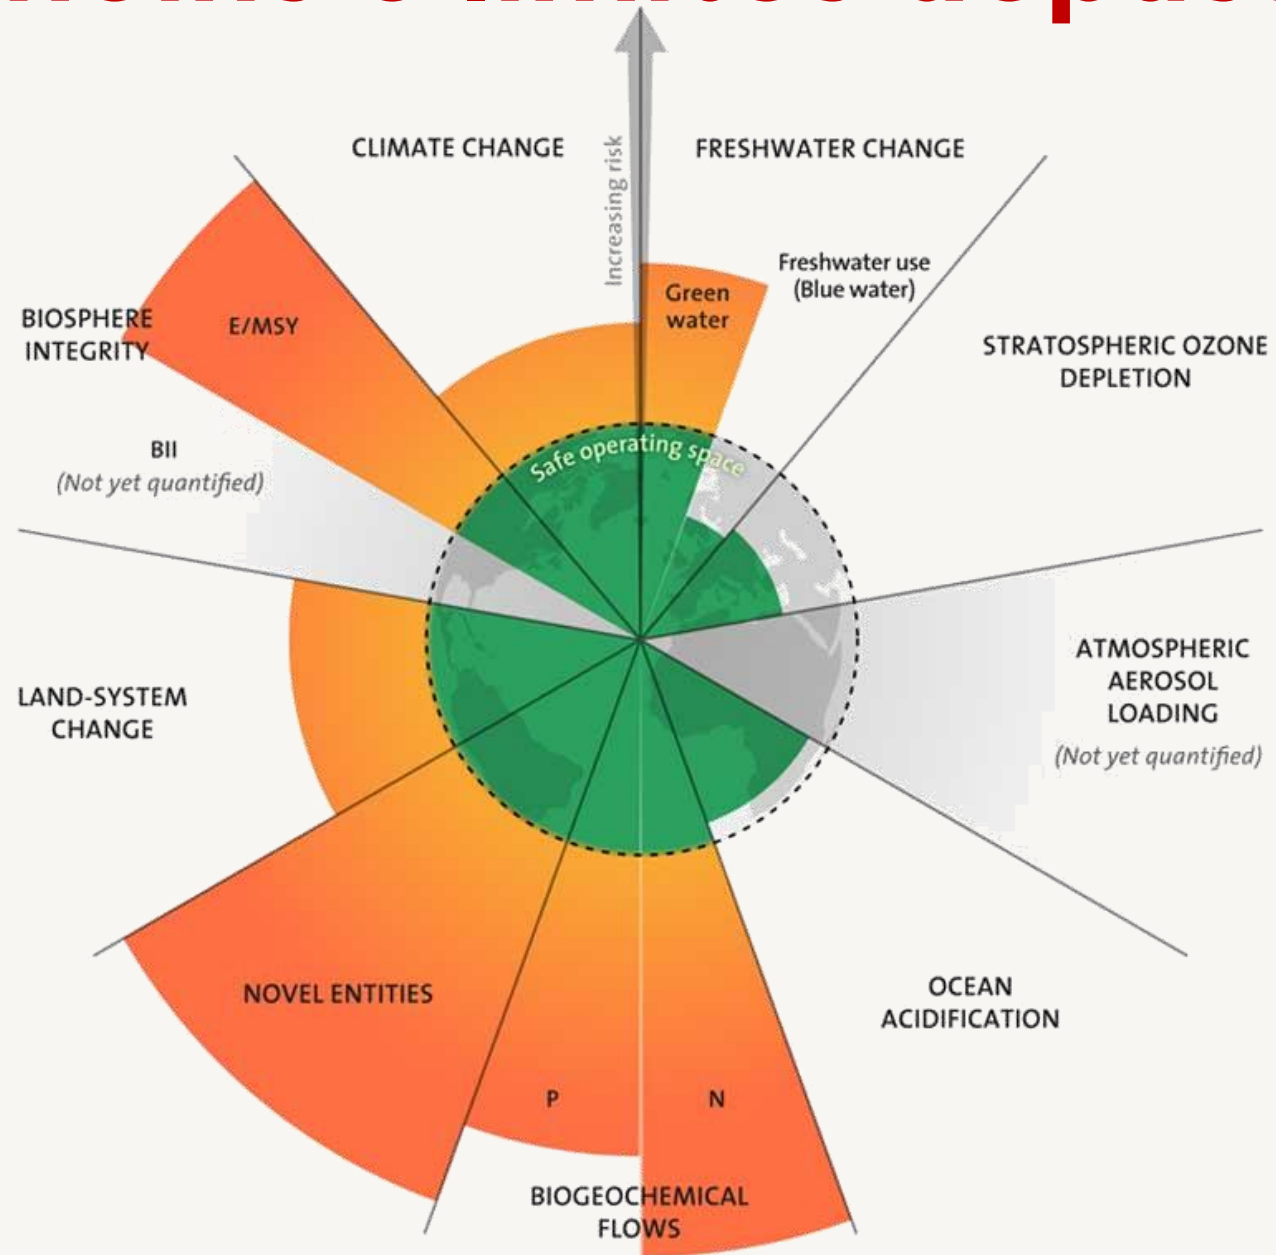 CLIMATE CHANGE
Increasing risk
FRESHWATER CHANGE
Green
water
Freshwater use
(Blue water)
STRATOSPHERIC OZONE
DEPLETION
BIOSPHERE
INTEGRITY
E/MSY
BII
(Not yet quantified)
Safe operating space
ATMOSPHERIC
AEROSOL
LOADING
(Not yet quantified)
LAND-SYSTEM
CHANGE
NOVEL ENTITIES
OCEAN
ACIDIFICATION
P
N
BIOGEOCHEMICAL
FLOWS